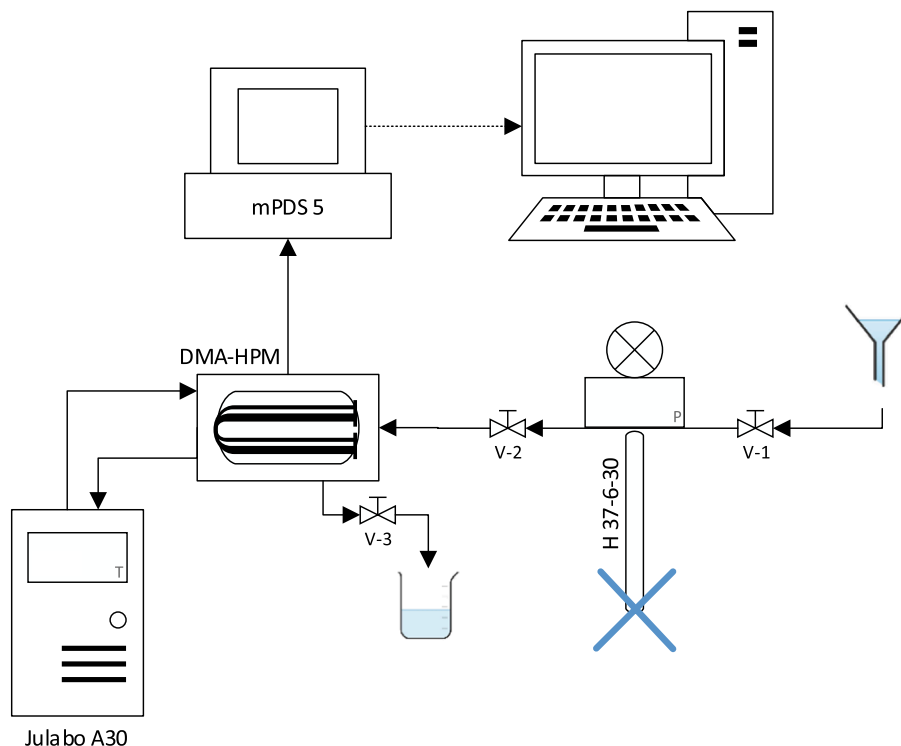 mPDS 5
DMA-HPM
P
V-2
V-1
H 37-6-30
V-3
T
Julabo A30